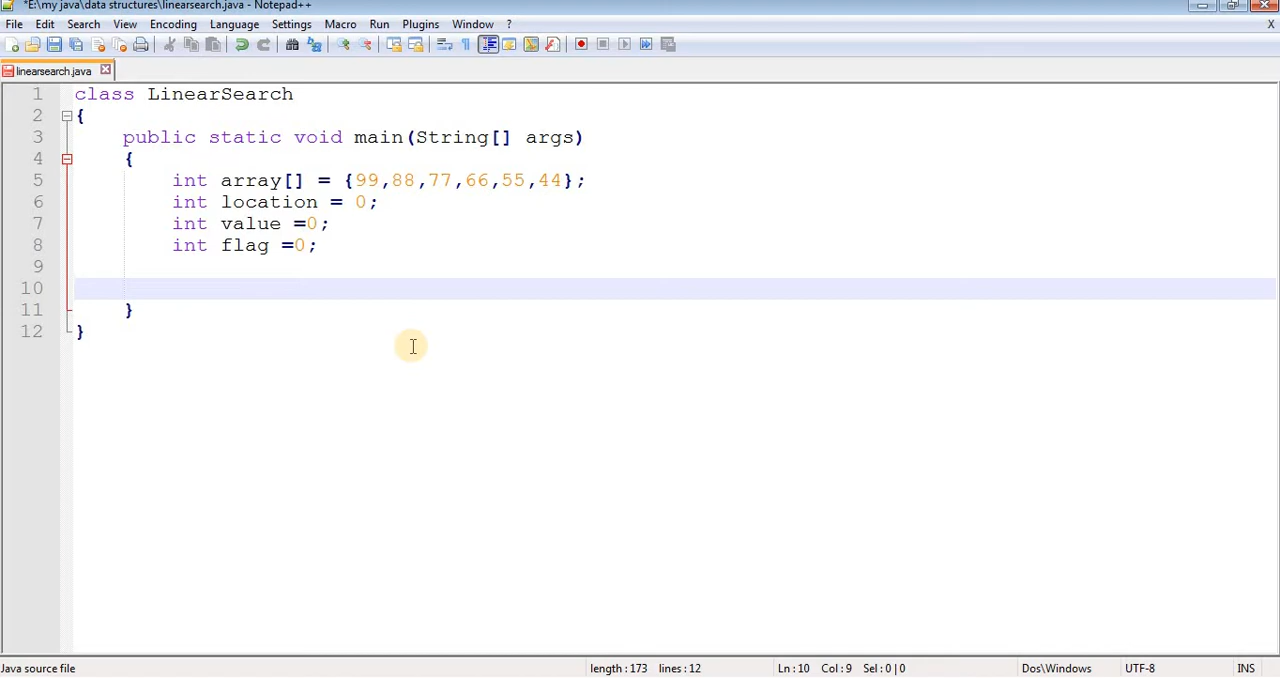 *E:\my java\data structures\linearsearch.java - Notepad++
File Edit Search View Encoding Language Settings Macro Run Plugins Window ? X
linearsearch.java
1 class LinearSearch
2 {
3 public static void main(String[] args)
4 {
5 int array[] = {99,88,77,66,55,44};
6 int location = 0;
7 int value =0;
8 int flag =0;
9
10
11 }
12 }
Java source file length : 173 lines : 12 Ln : 10 Col : 9 Sel : 0 | 0 Dos\Windows UTF-8 INS